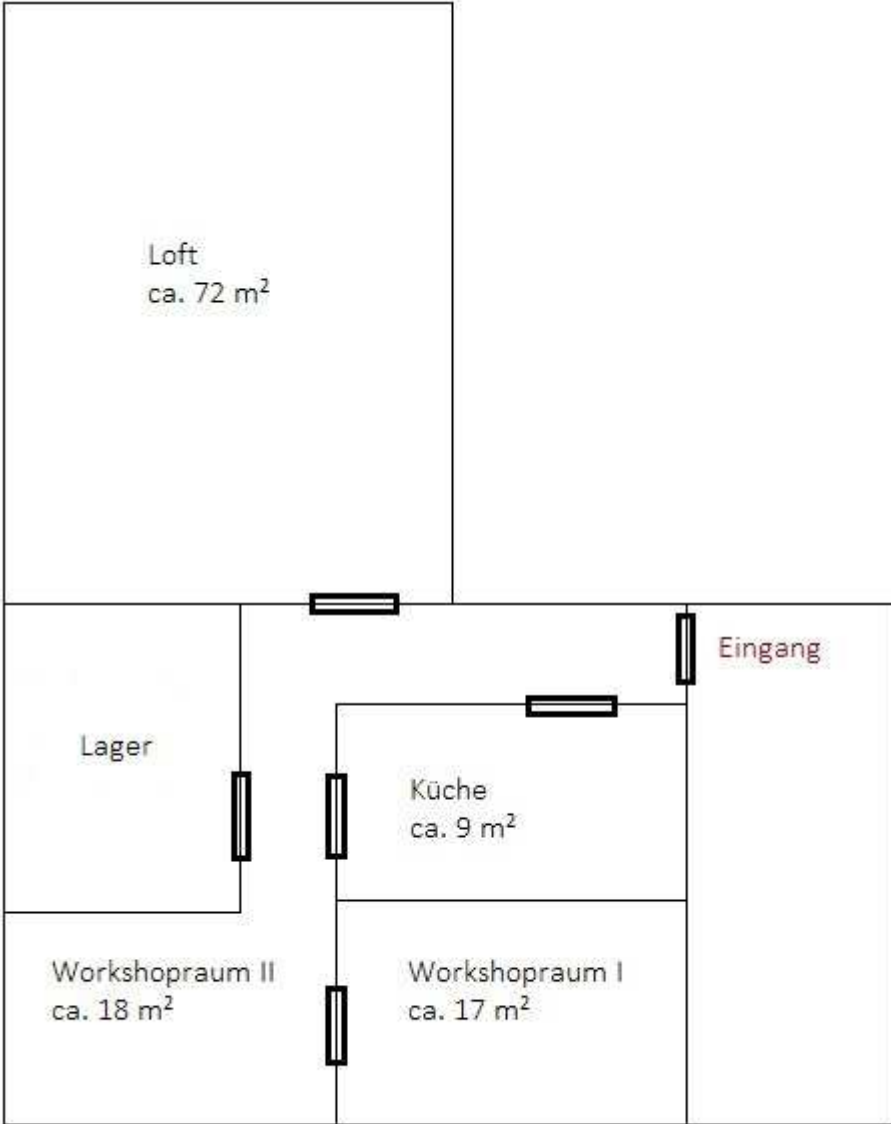 Loft
ca. 72 m²
Eingang
Lager
Küche
ca. 9 m²
Workshopraum II
ca. 18 m²
Workshopraum I
ca. 17 m²